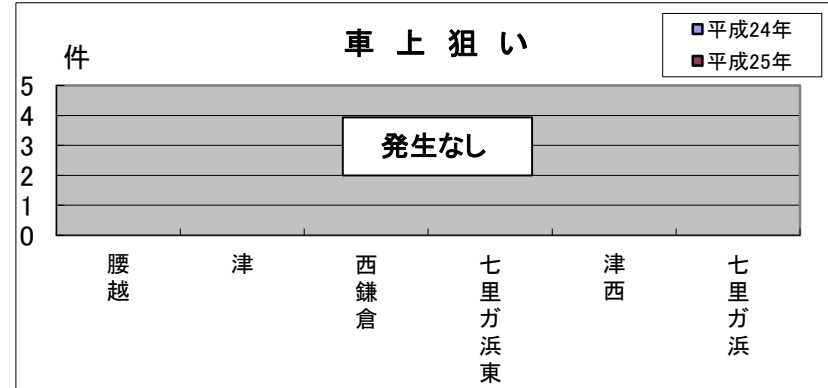 車上狙い
件
平成24年
平成25年
5
4
3
2
1
0
発生なし
腰越
津
西鎌倉
七里ガ浜東
津西
七里ガ浜